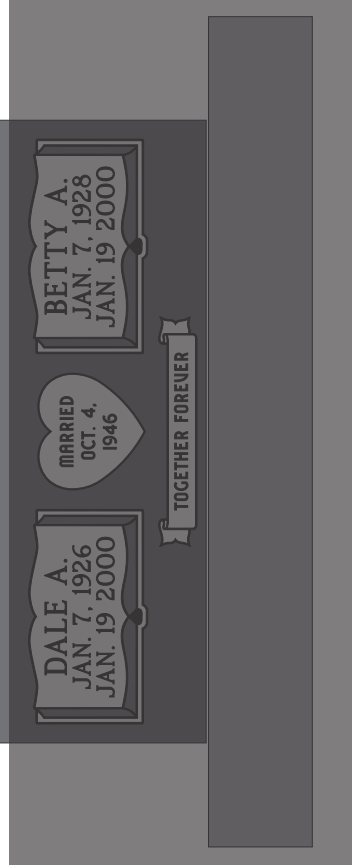 DALE A.
JAN. 7, 1926
JAN. 19 2000
MARRIED
OCT. 4,
1946
BETTY A.
JAN. 7, 1928
JAN. 19 2000
TOGETHER FOREVER